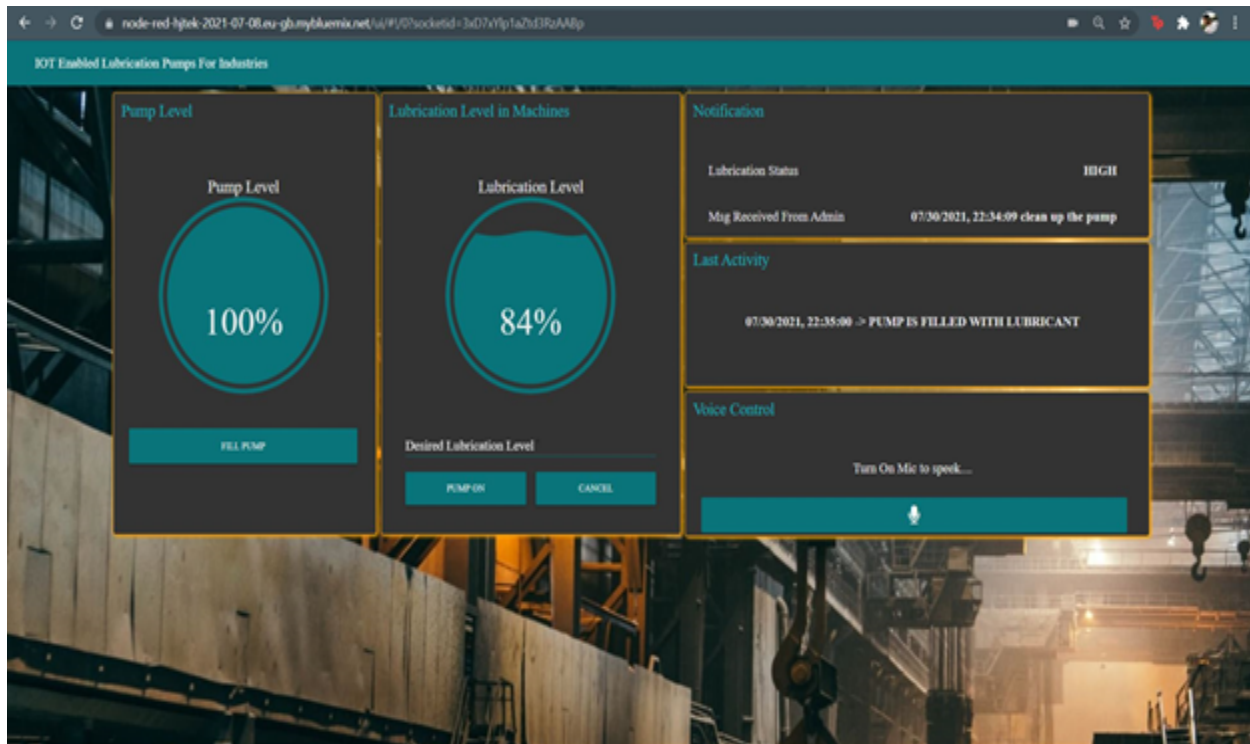 node-red-hjtek-2021-07-08.eu-gb.mybluemix.net/ui/#!/0?socketid=
IOT Enabled Lubrication Pumps For Industries
Pump Level
Pump Level
100%
FILL PUMP
Lubrication Level in Machines
Lubrication Level
84%
Desired Lubrication Level
PUMP ON
CANCEL
Notification
Lubrication Status HIGH
Msg Received From Admin 07/30/2021, 22:34:09 clean up the pump
Last Activity
07/30/2021, 22:35:00 -> PUMP IS FILLED WITH LUBRICANT
Voice Control
Turn On Mic to speek....